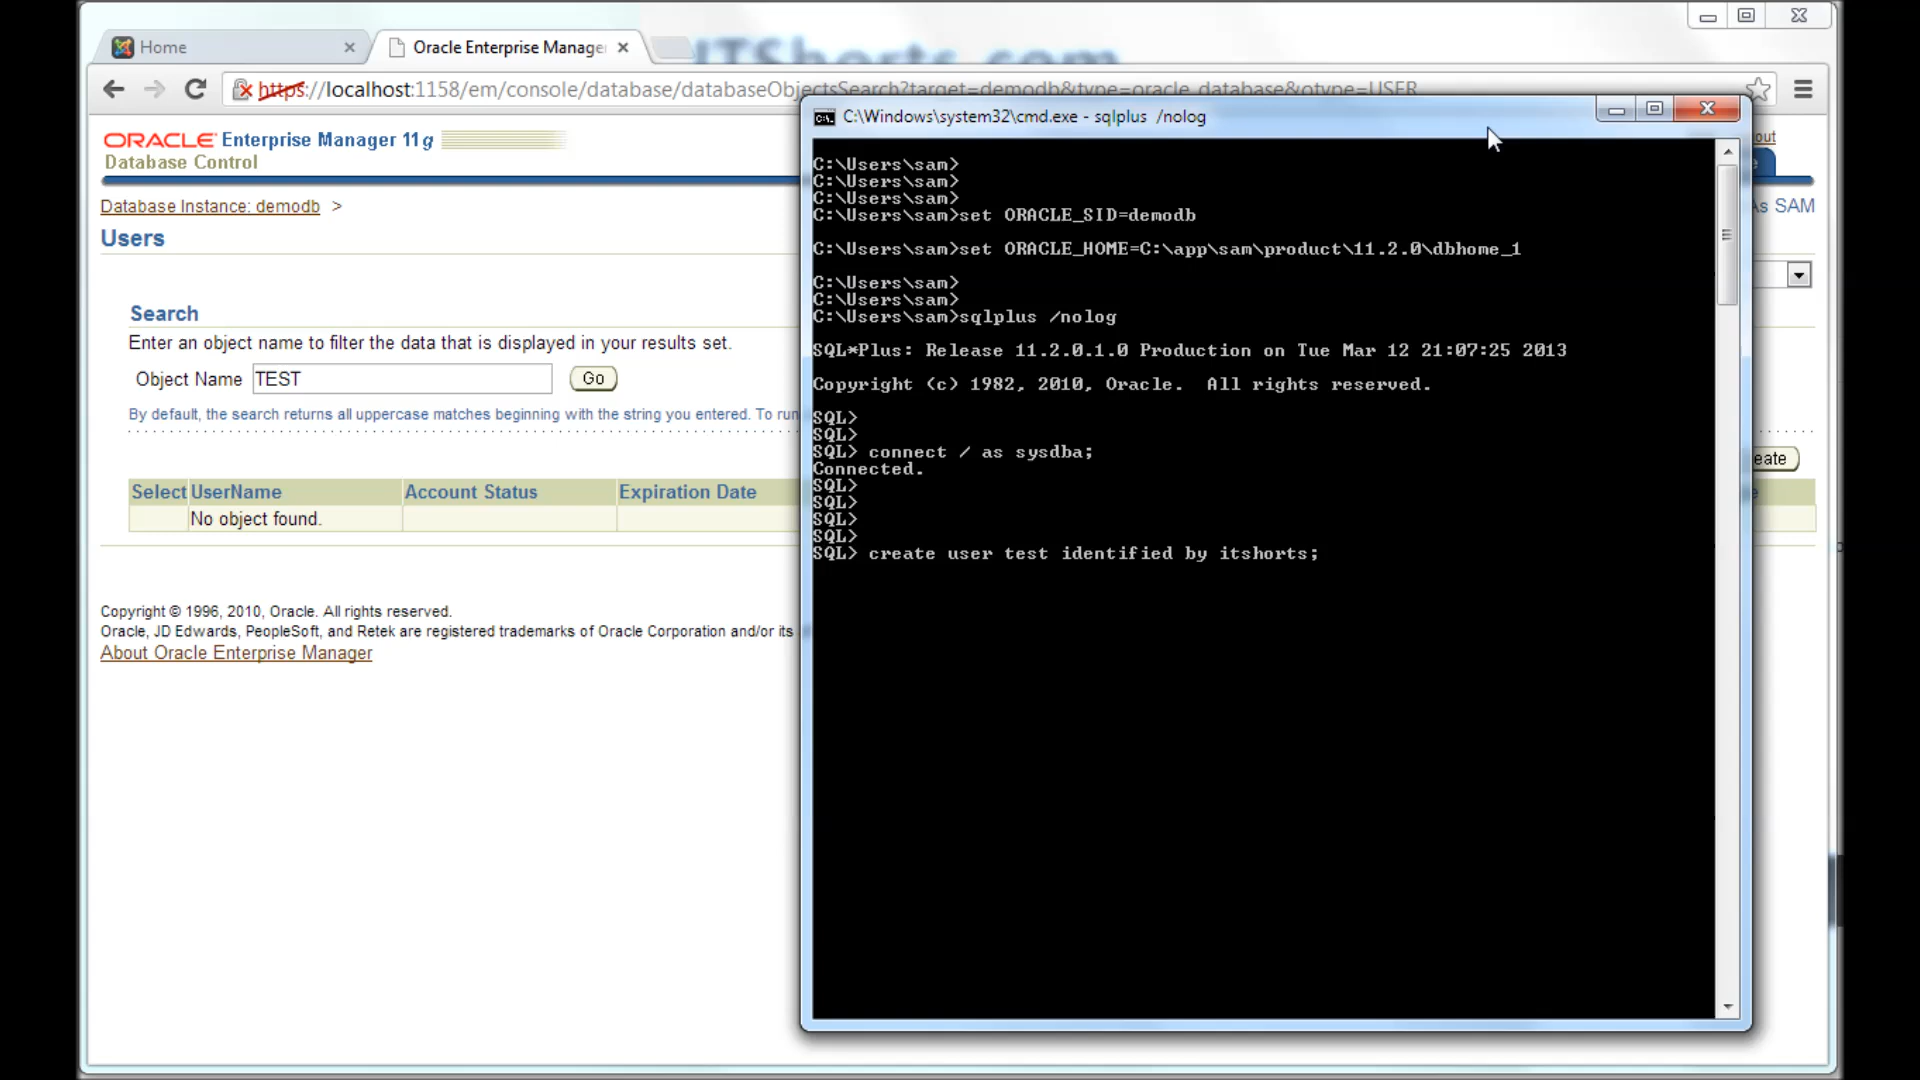 ITShorts.com
Home
Oracle Enterprise Manager
https://localhost:1158/em/console/database/databaseObjectsSearch?target=demodb&type=oracle_database&otype=USER
ORACLE Enterprise Manager 11g
Database Control
out
Database Instance: demodb >
As SAM
Users
Search
Enter an object name to filter the data that is displayed in your results set.
Object Name TEST Go
By default, the search returns all uppercase matches beginning with the string you entered. To run
eate
Select UserName Account Status Expiration Date
No object found.
Copyright © 1996, 2010, Oracle. All rights reserved.
Oracle, JD Edwards, PeopleSoft, and Retek are registered trademarks of Oracle Corporation and/or its
About Oracle Enterprise Manager
C:\Windows\system32\cmd.exe - sqlplus /nolog
C:\Users\sam>
C:\Users\sam>
C:\Users\sam>
C:\Users\sam>set ORACLE_SID=demodb
C:\Users\sam>set ORACLE_HOME=C:\app\sam\product\11.2.0\dbhome_1
C:\Users\sam>
C:\Users\sam>
C:\Users\sam>sqlplus /nolog
SQL*Plus: Release 11.2.0.1.0 Production on Tue Mar 12 21:07:25 2013
Copyright (c) 1982, 2010, Oracle. All rights reserved.
SQL>
SQL>
SQL> connect / as sysdba;
Connected.
SQL>
SQL>
SQL>
SQL>
SQL> create user test identified by itshorts;